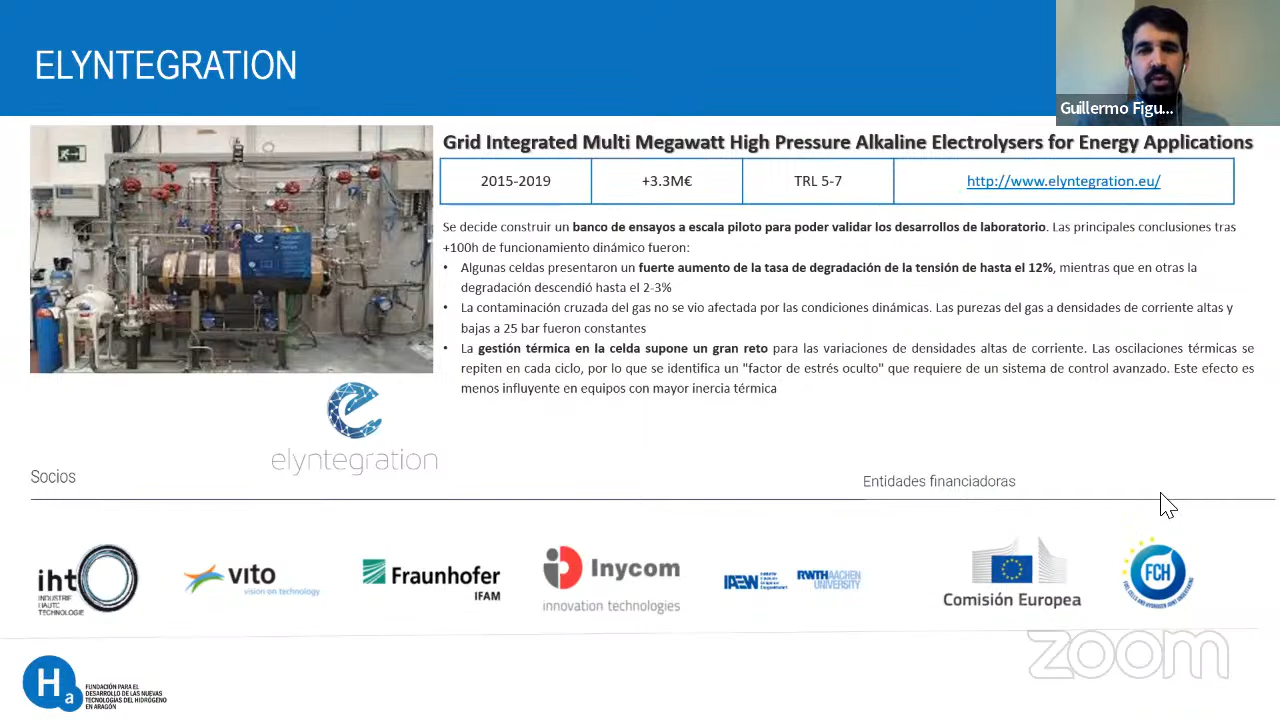 ELYNTEGRATION
Guillermo Figu...
Grid Integrated Multi Megawatt High Pressure Alkaline Electrolysers for Energy Applications
2015-2019
+3.3M€
TRL 5-7
http://www.elyntegration.eu/
Se decide construir un banco de ensayos a escala piloto para poder validar los desarrollos de laboratorio. Las principales conclusiones tras
+100h de funcionamiento dinámico fueron:
• Algunas celdas presentaron un fuerte aumento de la tasa de degradación de la tensión de hasta el 12%, mientras que en otras la
degradación descendió hasta el 2-3%
• La contaminación cruzada del gas no se vio afectada por las condiciones dinámicas. Las purezas del gas a densidades de corriente altas y
bajas a 25 bar fueron constantes
• La gestión térmica en la celda supone un gran reto para las variaciones de densidades altas de corriente. Las oscilaciones térmicas se
repiten en cada ciclo, por lo que se identifica un "factor de estrés oculto" que requiere de un sistema de control avanzado. Este efecto es
menos influyente en equipos con mayor inercia térmica
elyntegration
Socios
Entidades financiadoras
iht
INDUSTRIE
HAUTE
TECHNOLOGIE
vito
vision on technology
Fraunhofer
IFAM
Inycom
innovation technologies
IAEW
RWTH AACHEN
UNIVERSITY
Comisión Europea
FCH
FUEL CELLS AND HYDROGEN JOINT UNDERTAKING
zoom
Ha
FUNDACIÓN PARA EL
DESARROLLO DE LAS NUEVAS
TECNOLOGÍAS DEL HIDRÓGENO
EN ARAGÓN